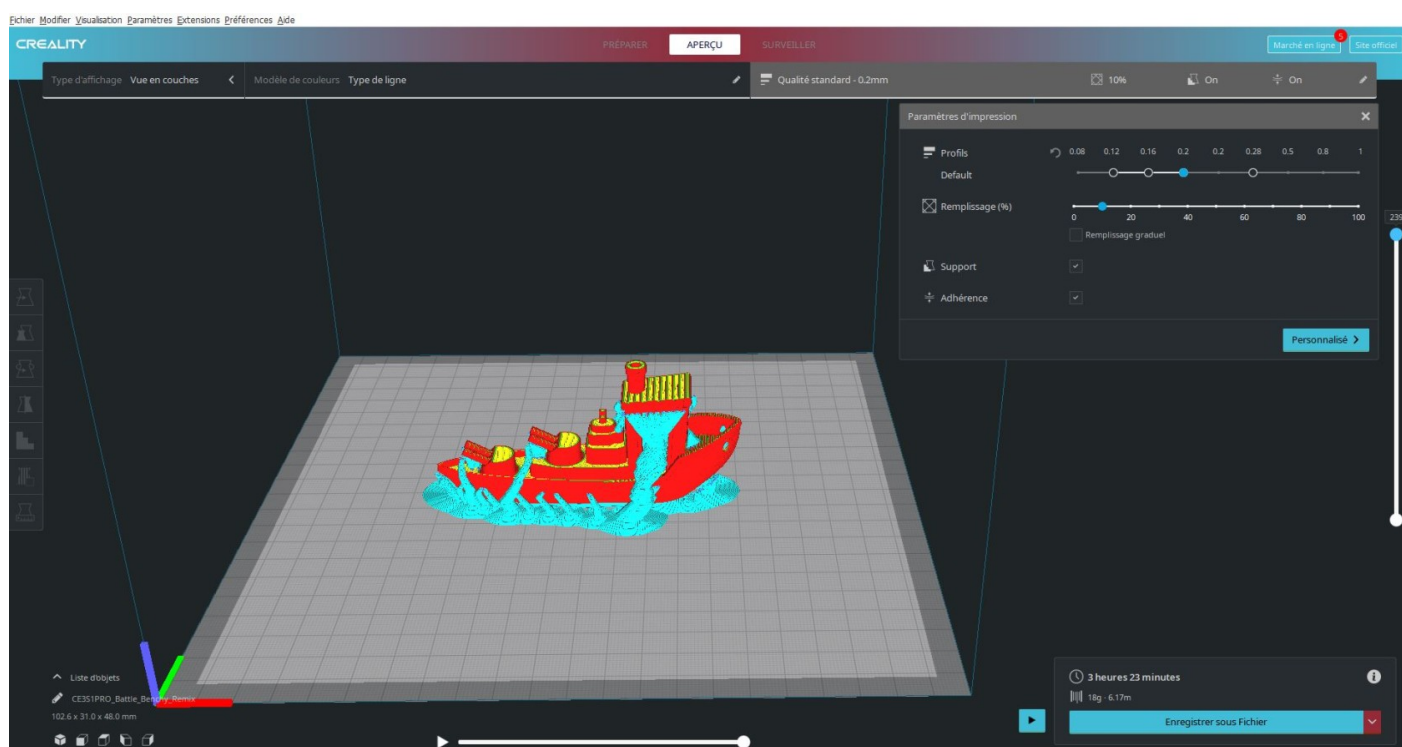 Fichier Modifier Visualisation Paramètres Extensions Préférences Aide
CREALITY
PRÉPARER APERÇU SURVEILLER
Marché en ligne 5 Site officiel
Type d'affichage Vue en couches
Modèle de couleurs Type de ligne
Qualité standard - 0.2mm
10%
On
On
Paramètres d'impression
Profils
0.08 0.12 0.16 0.2 0.2 0.28 0.5 0.8 1
Default
Remplissage (%)
0 20 40 60 80 100
Remplissage graduel
Support
Adhérence
Personnalisé
239
Liste d'objets
CE3S1PRO_Battle_Benchy_Remix
102.6 x 31.0 x 48.0 mm
3 heures 23 minutes
18g · 6.17m
Enregistrer sous Fichier